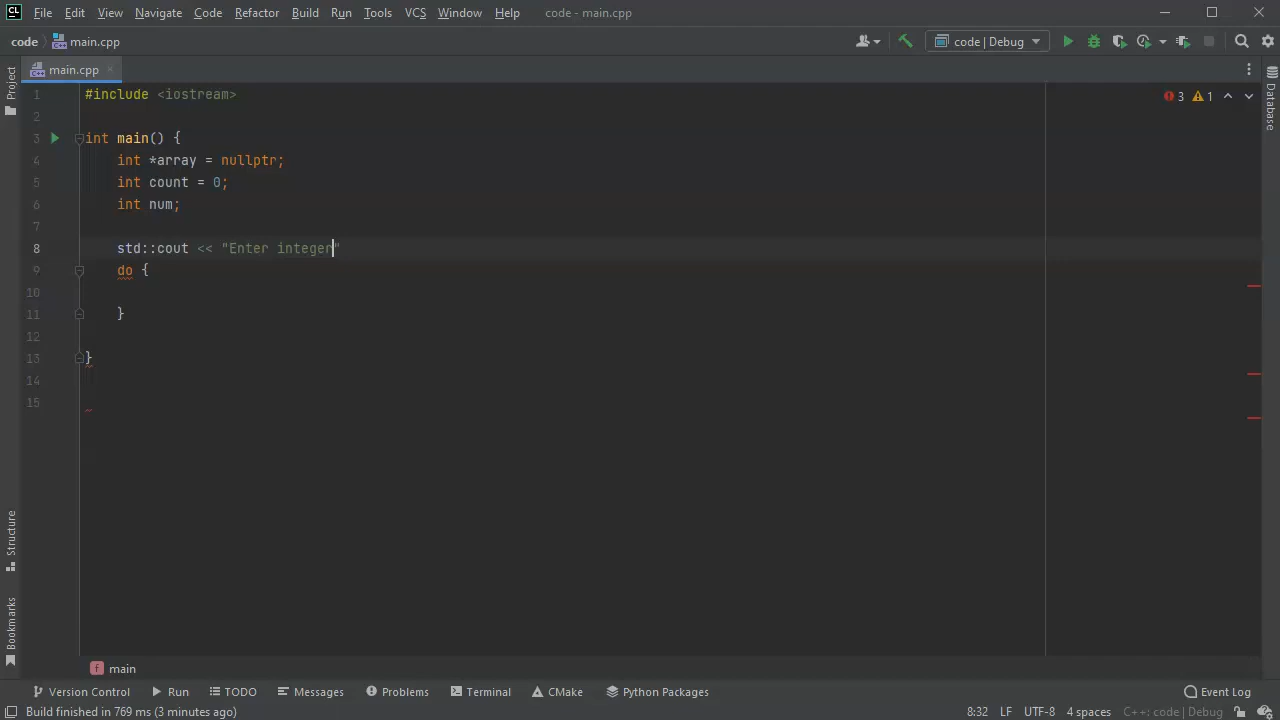 CL File Edit View Navigate Code Refactor Build Run Tools VCS Window Help code - main.cpp
code main.cpp code | Debug
Project main.cpp
1 #include <iostream> 3 1
2
3 int main() {
4 int *array = nullptr;
5 int count = 0;
6 int num;
7
8 std::cout << "Enter integer"
9 do {
10
11 }
12
13 }
14
15
Database
Structure
Bookmarks
f main
Version Control Run TODO Messages Problems Terminal CMake Python Packages Event Log
Build finished in 769 ms (3 minutes ago) 8:32 LF UTF-8 4 spaces C++: code | Debug